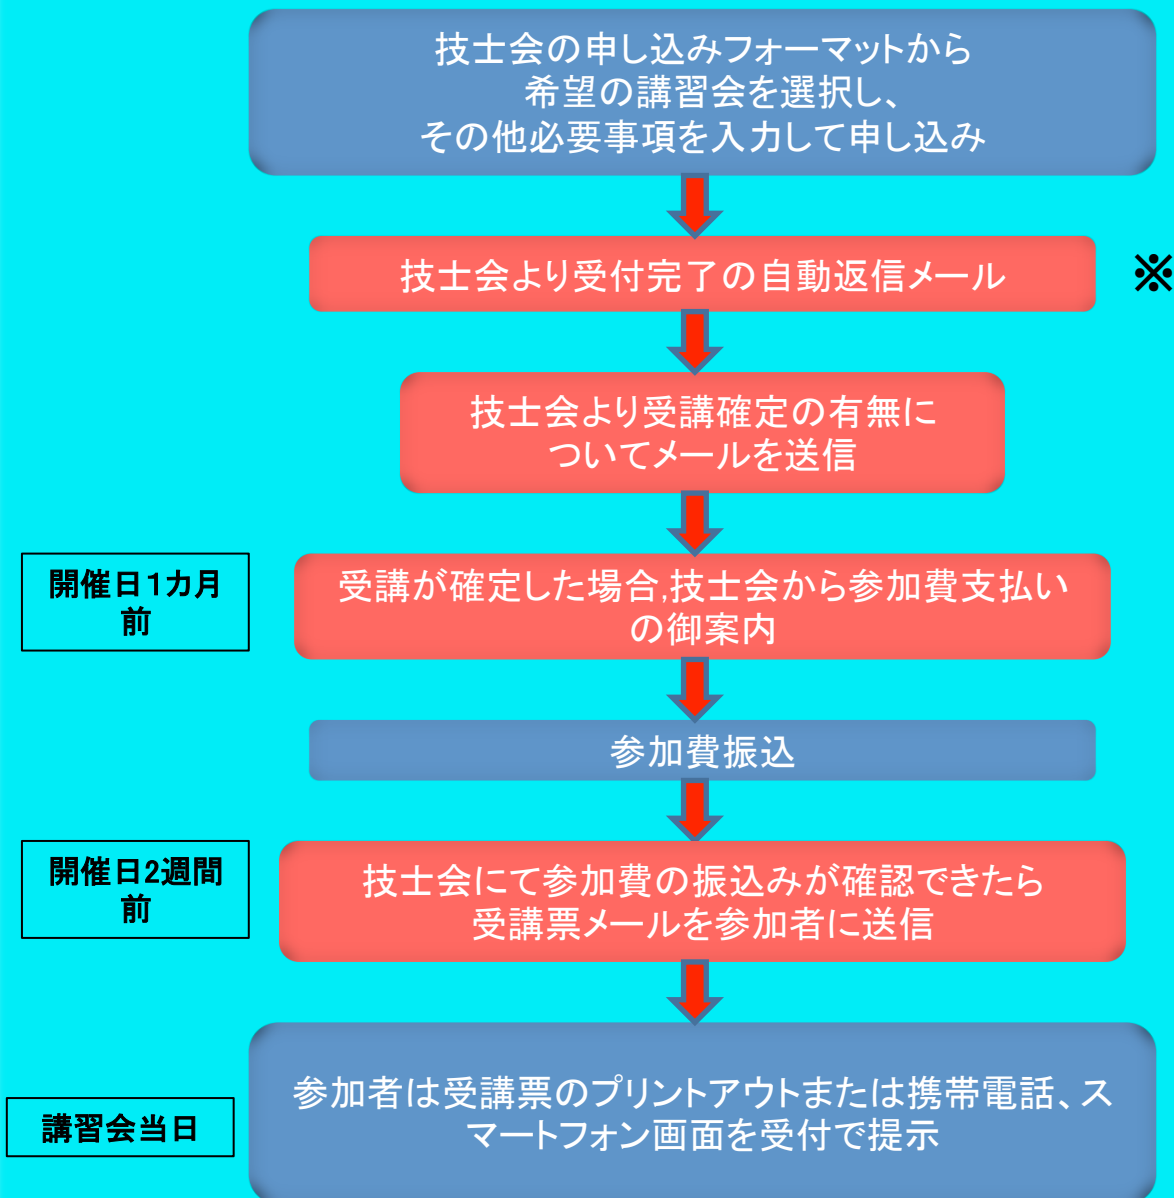 技士会の申し込みフォーマットから
希望の講習会を選択し、
その他必要事項を入力して申し込み
技士会より受付完了の自動返信メール
※
技士会より受講確定の有無に
ついてメールを送信
開催日1カ月
前
受講が確定した場合,技士会から参加費支払い
の御案内
参加費振込
開催日2週間
前
技士会にて参加費の振込みが確認できたら
受講票メールを参加者に送信
講習会当日
参加者は受講票のプリントアウトまたは携帯電話、ス
マートフォン画面を受付で提示